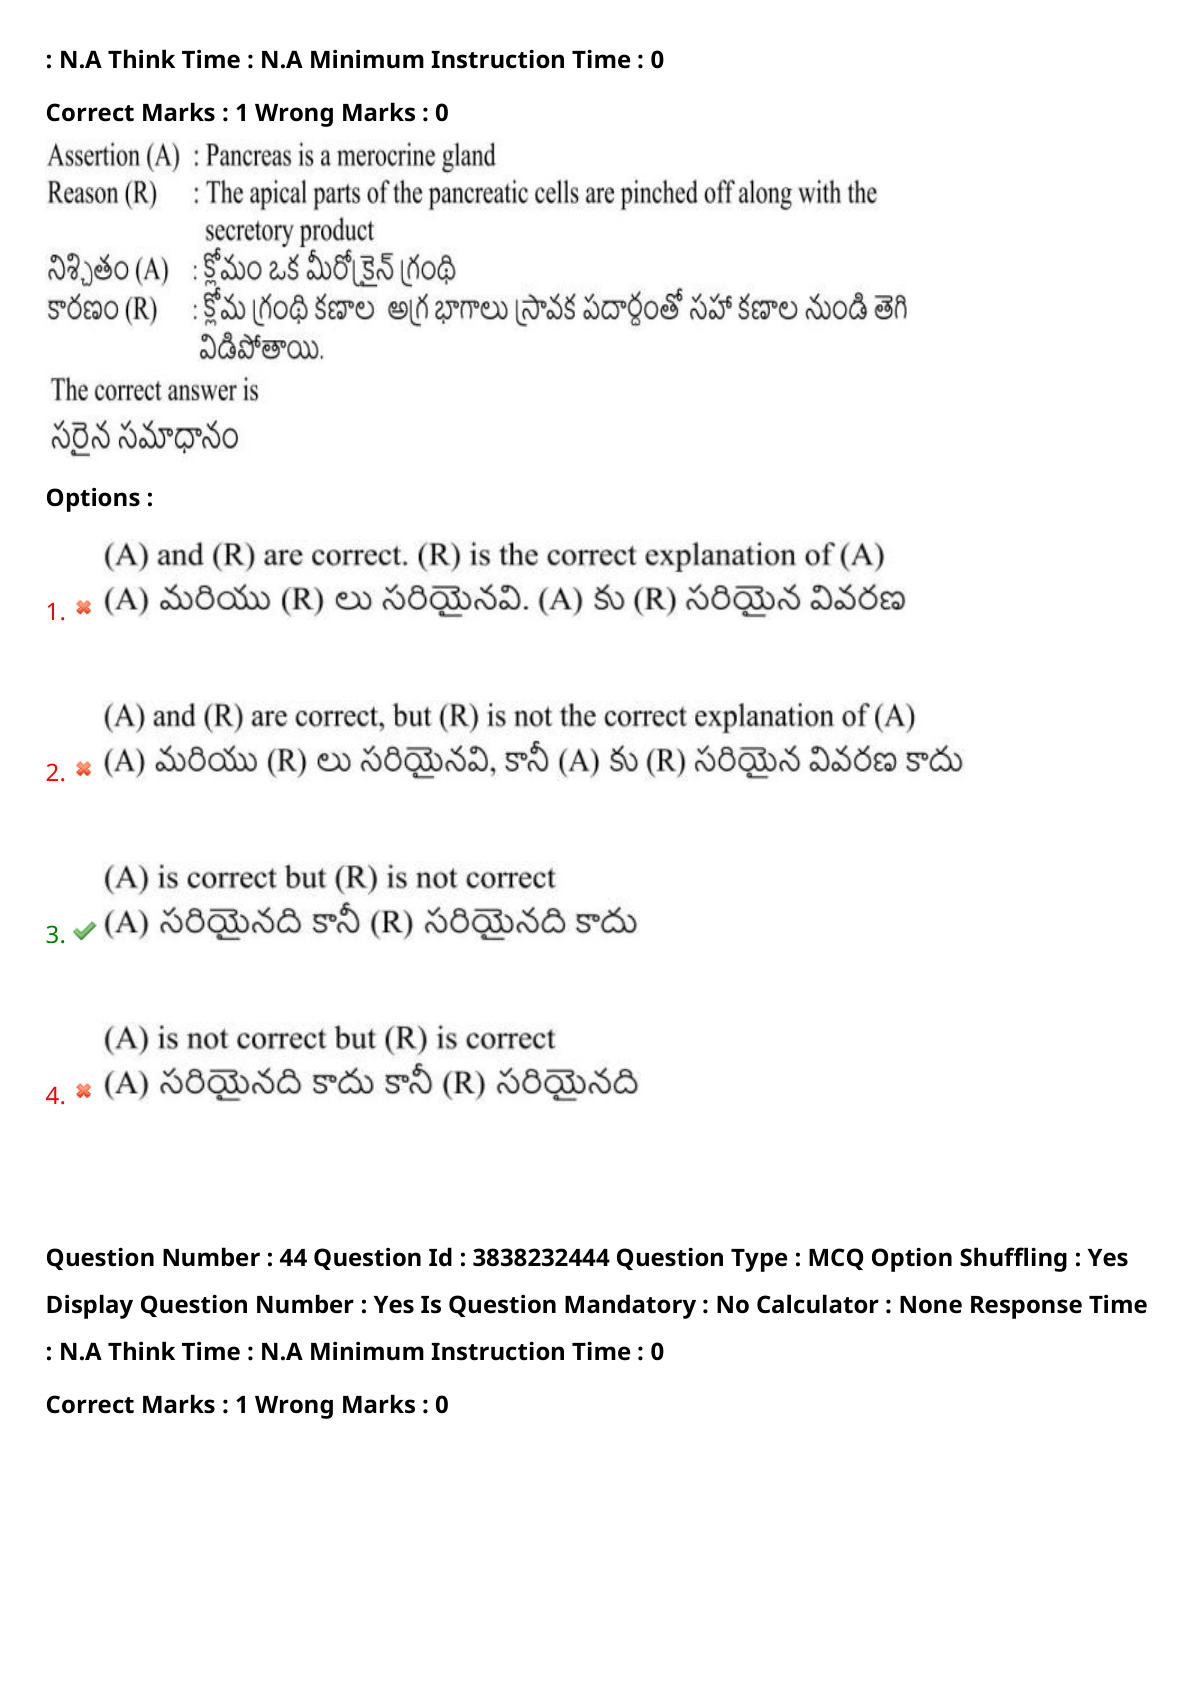 : N.A Think Time : N.A Minimum Instruction Time : 0
Correct Marks : 1 Wrong Marks : 0
Assertion (A) : Pancreas is a merocrine gland
Reason (R) : The apical parts of the pancreatic cells are pinched off along with the
secretory product
నిశ్చితం (A) : క్లోమం ఒక మీరోక్రైన్ గ్రంథి
కారణం (R) : క్లోమ గ్రంథి కణాల అగ్ర భాగాలు స్రావక పదార్ధంతో సహా కణాల నుండి తెగి
విడిపోతాయి.
The correct answer is
సరైన సమాధానం
Options :
(A) and (R) are correct. (R) is the correct explanation of (A)
1. (A) మరియు (R) లు సరియైనవి. (A) కు (R) సరియైన వివరణ
(A) and (R) are correct, but (R) is not the correct explanation of (A)
2. (A) మరియు (R) లు సరియైనవి, కానీ (A) కు (R) సరియైన వివరణ కాదు
(A) is correct but (R) is not correct
3. (A) సరియైనది కానీ (R) సరియైనది కాదు
(A) is not correct but (R) is correct
4. (A) సరియైనది కాదు కానీ (R) సరియైనది
Question Number : 44 Question Id : 3838232444 Question Type : MCQ Option Shuffling : Yes
Display Question Number : Yes Is Question Mandatory : No Calculator : None Response Time
: N.A Think Time : N.A Minimum Instruction Time : 0
Correct Marks : 1 Wrong Marks : 0